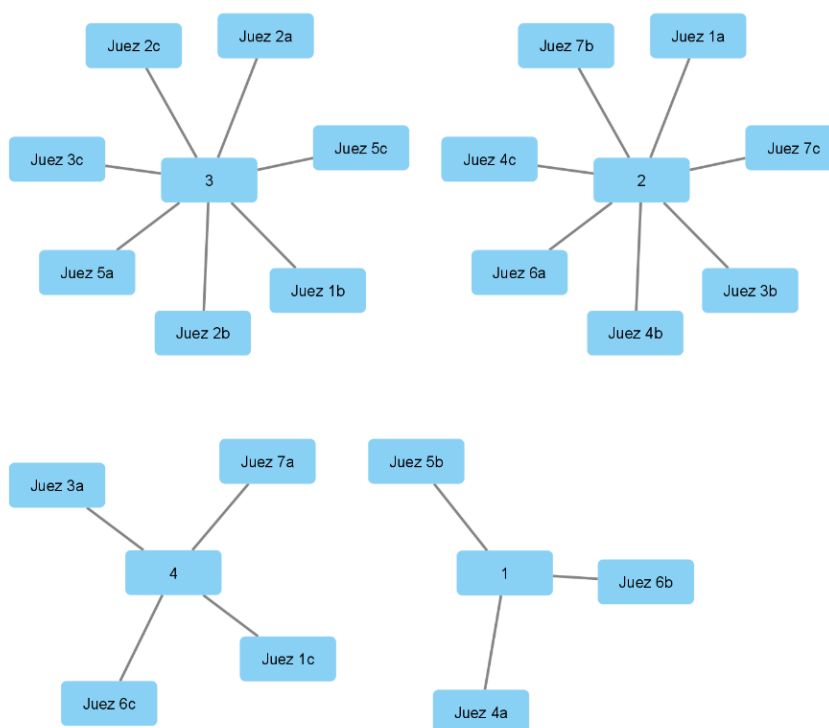 Juez 2c
Juez 2a
Juez 3c
Juez 5c
3
Juez 5a
Juez 1b
Juez 2b
Juez 7b
Juez 1a
Juez 4c
Juez 7c
2
Juez 6a
Juez 3b
Juez 4b
Juez 7a
Juez 3a
4
Juez 1c
Juez 6c
Juez 5b
1
Juez 6b
Juez 4a